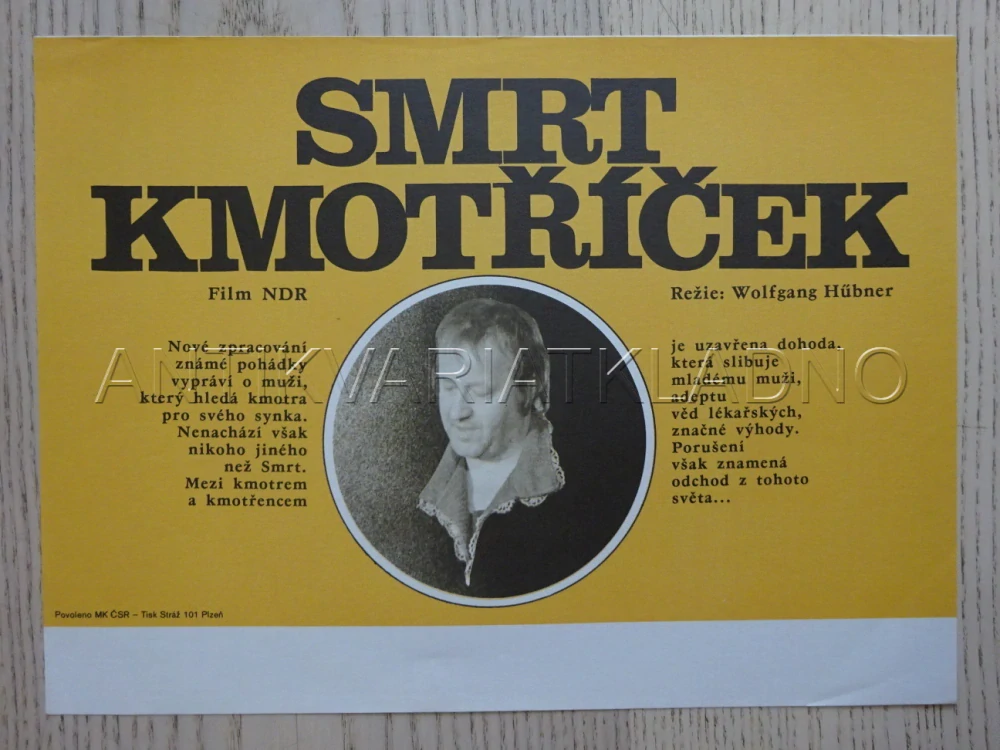 SMRT
KMOTŘÍČEK
Film NDR
Režie: Wolfgang Hűbner
Nové zpracování
známé pohádky
vypráví o muži,
který hledá kmotra
pro svého synka.
Nenachází však
nikoho jiného
než Smrt.
Mezi kmotrem
a kmotřencem
je uzavřena dohoda.
která slibuje
mladému muži,
adeptu
věd lékařských,
značné výhody.
Porušení
však znamená
odchod z tohoto
světa...
ANTIKVARIATKLADNO
Povoleno MK ČSR – Tisk Stráž 101 Plzeň